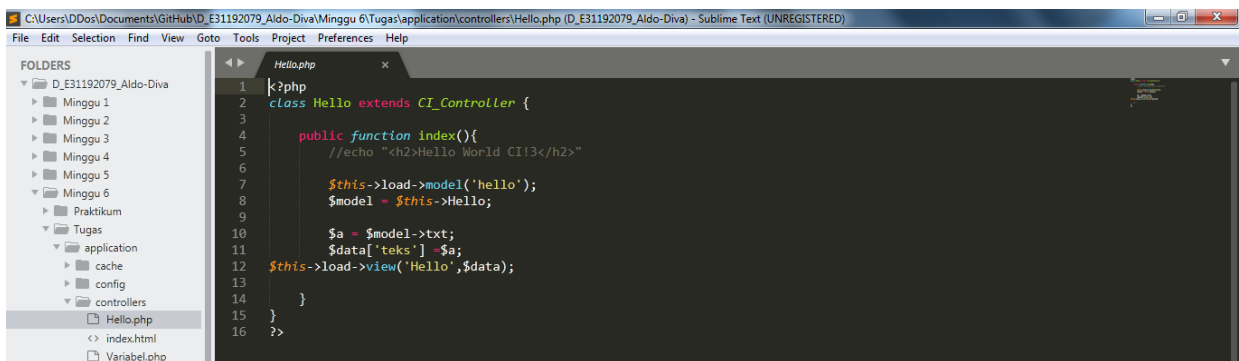 C:\Users\DDos\Documents\GitHub\D_E31192079_Aldo-Diva\Minggu 6\Tugas\application\controllers\Hello.php (D_E31192079_Aldo-Diva) - Sublime Text (UNREGISTERED)
File Edit Selection Find View Goto Tools Project Preferences Help
FOLDERS
D_E31192079_Aldo-Diva
Minggu 1
Minggu 2
Minggu 3
Minggu 4
Minggu 5
Minggu 6
Praktikum
Tugas
application
cache
config
controllers
Hello.php
index.html
Variabel.php
Hello.php
1 <?php
2 class Hello extends CI_Controller {
3
4 public function index(){
5 //echo "<h2>Hello World CI!3</h2>"
6
7 $this->load->model('hello');
8 $model = $this->Hello;
9
10 $a = $model->txt;
11 $data['teks'] =$a;
12 $this->load->view('Hello',$data);
13
14 }
15 }
16 ?>